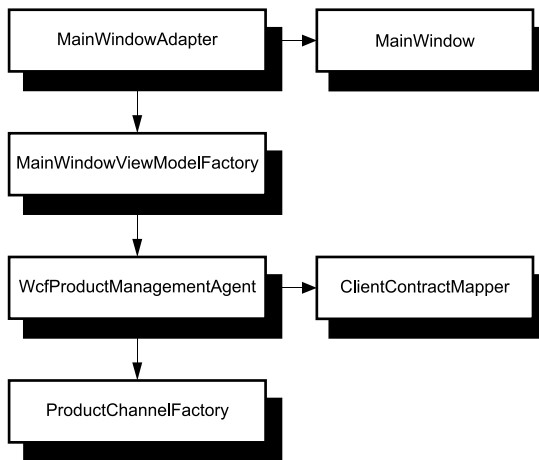 MainWindowAdapter
MainWindow
MainWindowViewModelFactory
WcfProductManagementAgent
ClientContractMapper
ProductChannelFactory